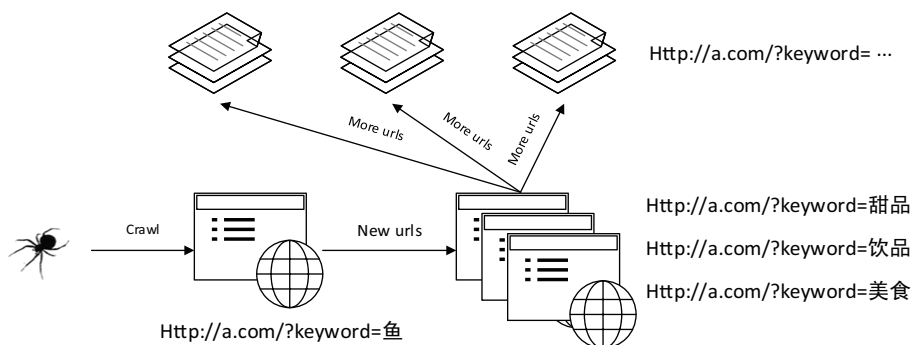 Http://a.com/?keyword= ···
More urls
More urls
More urls
Http://a.com/?keyword=甜品
Crawl
New urls
Http://a.com/?keyword=饮品
Http://a.com/?keyword=美食
Http://a.com/?keyword=鱼